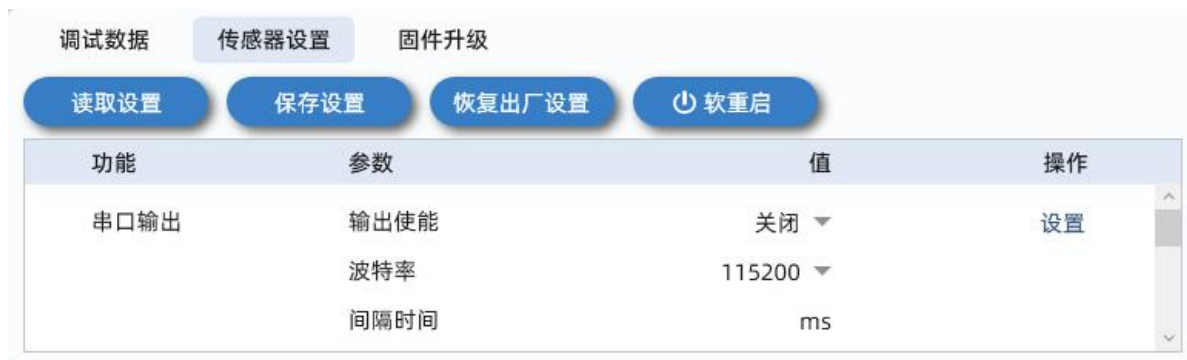 调试数据 传感器设置 固件升级
读取设置 保存设置 恢复出厂设置 软重启
功能 参数 值 操作
串口输出 输出使能 关闭 设置
波特率 115200
间隔时间 ms